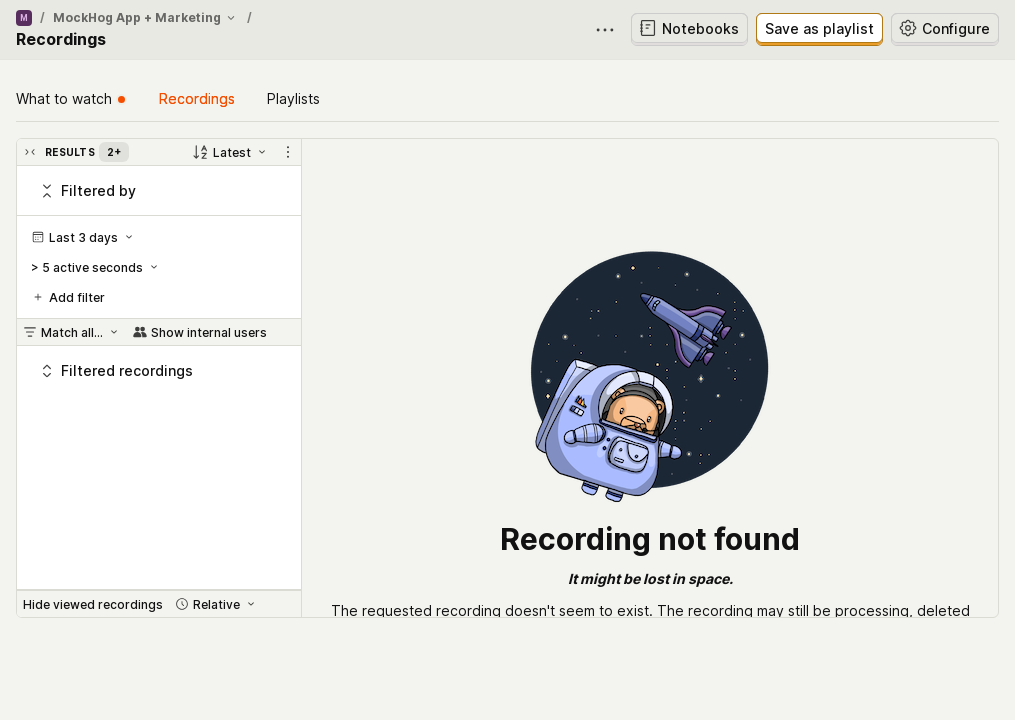 M / MockHog App + Marketing /
Recordings
Notebooks
Save as playlist
Configure
What to watch
Recordings
Playlists
RESULTS 2+
Latest
Filtered by
Last 3 days
> 5 active seconds
Add filter
Match all...
Show internal users
Filtered recordings
Hide viewed recordings
Relative
Recording not found
It might be lost in space.
The requested recording doesn't seem to exist. The recording may still be processing, deleted